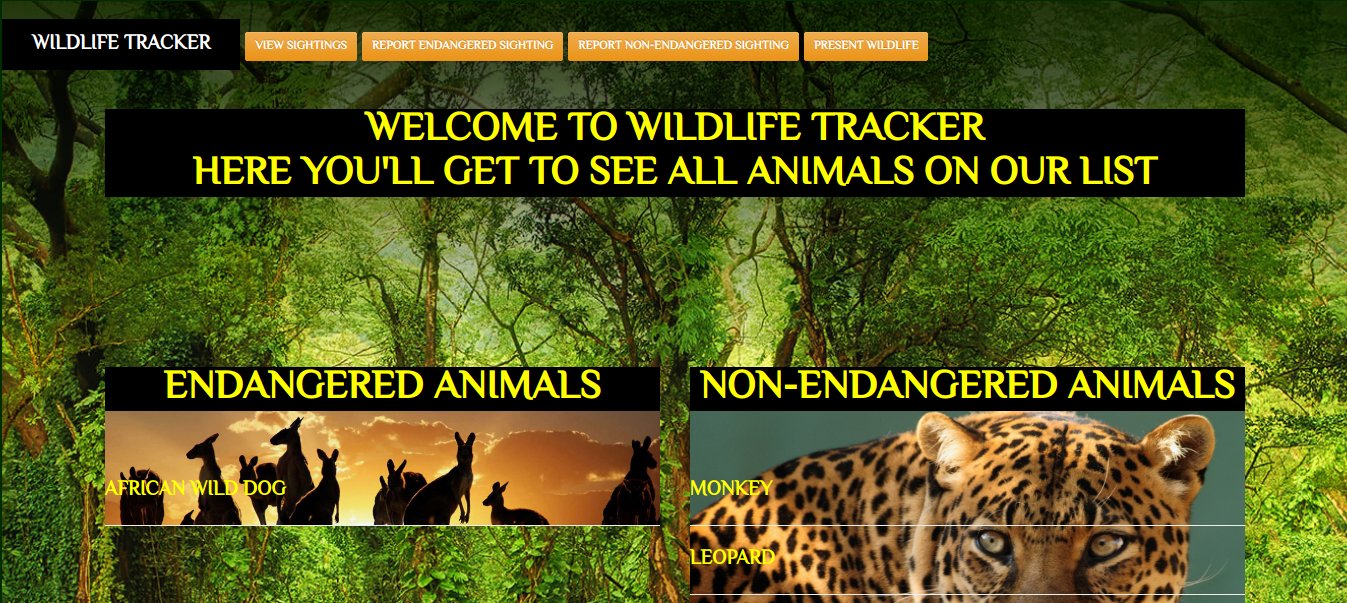 WILDLIFE TRACKER
VIEW SIGHTINGS
REPORT ENDANGERED SIGHTING
REPORT NON-ENDANGERED SIGHTING
PRESENT WILDLIFE
WELCOME TO WILDLIFE TRACKER
HERE YOU'LL GET TO SEE ALL ANIMALS ON OUR LIST
ENDANGERED ANIMALS
AFRICAN WILD DOG
NON-ENDANGERED ANIMALS
MONKEY
LEOPARD